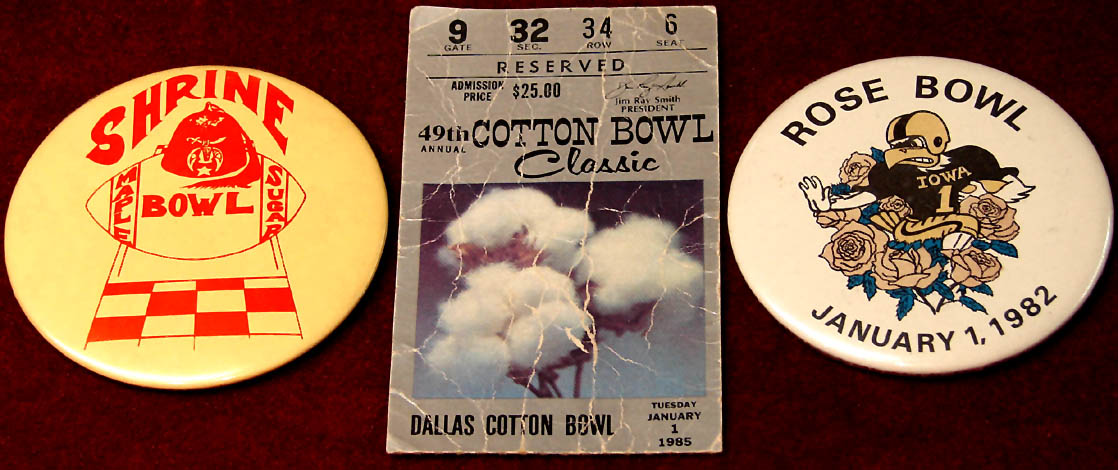 SHRINE
MAPLE
SUGAR
BOWL
9 32 34 6
GATE SEC. ROW SEAT
RESERVED
ADMISSION
PRICE $25.00
Jim Ray Smith
PRESIDENT
49th COTTON BOWL
ANNUAL Classic
DALLAS COTTON BOWL
TUESDAY
JANUARY
1
1985
ROSE BOWL
IOWA
1
JANUARY 1, 1982